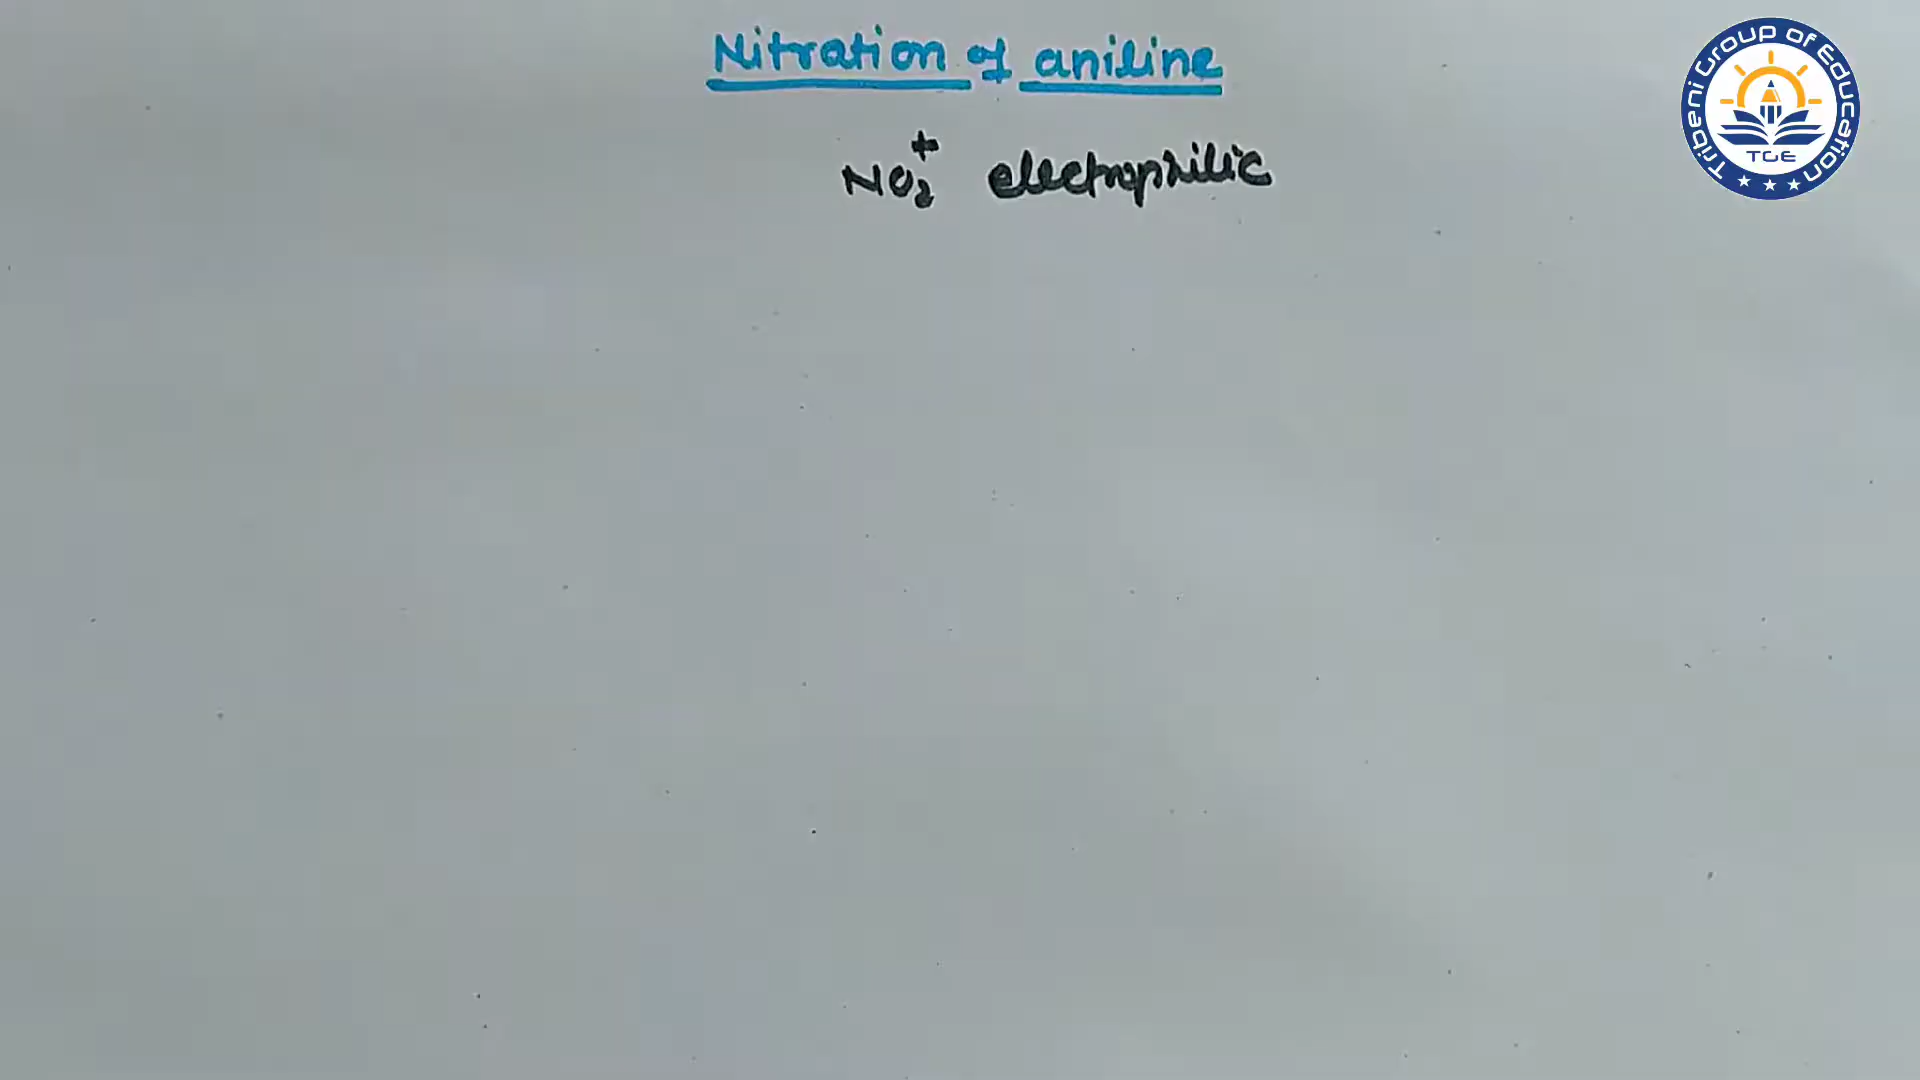 Nitration of aniline
NO₂⁺ electrophilic
Tribeni Group of Education
TGE